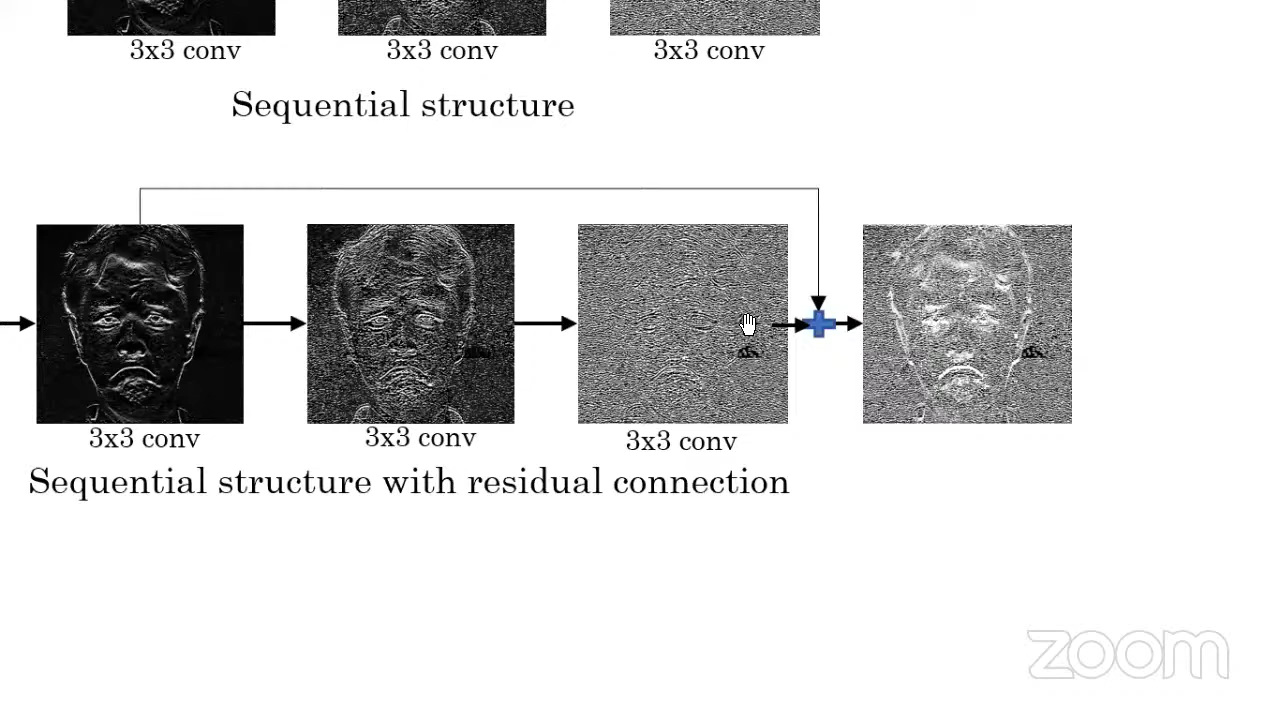 3x3 conv
3x3 conv
3x3 conv
Sequential structure
3x3 conv
3x3 conv
3x3 conv
Sequential structure with residual connection
zoom